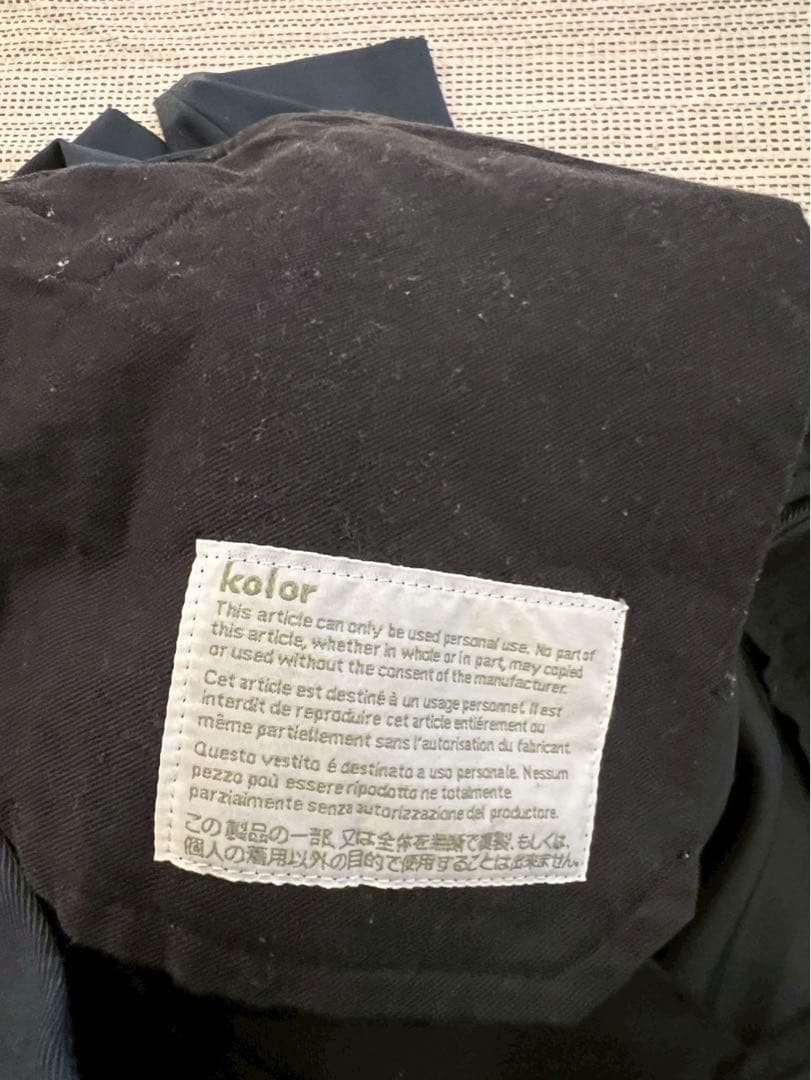 kolor
This article can only be used personal use. No part of
this article, whether in whole or in part, may copied
or used without the consent of the manufacturer.
Cet article est destiné à un usage personnel. Il est
interdit de reproduire cet article entiérement ou
même partiellement sans l'autorisation du fabricant
Questo vestito é destinato a uso personale. Nessum
pezzo poú essere ripodotto ne totalmente
parzialmente senza autorizzazione del productore.
この製品の一部、又は全体を無断で複製、もしくは、
個人の着用以外の目的で使用することは出来ません。